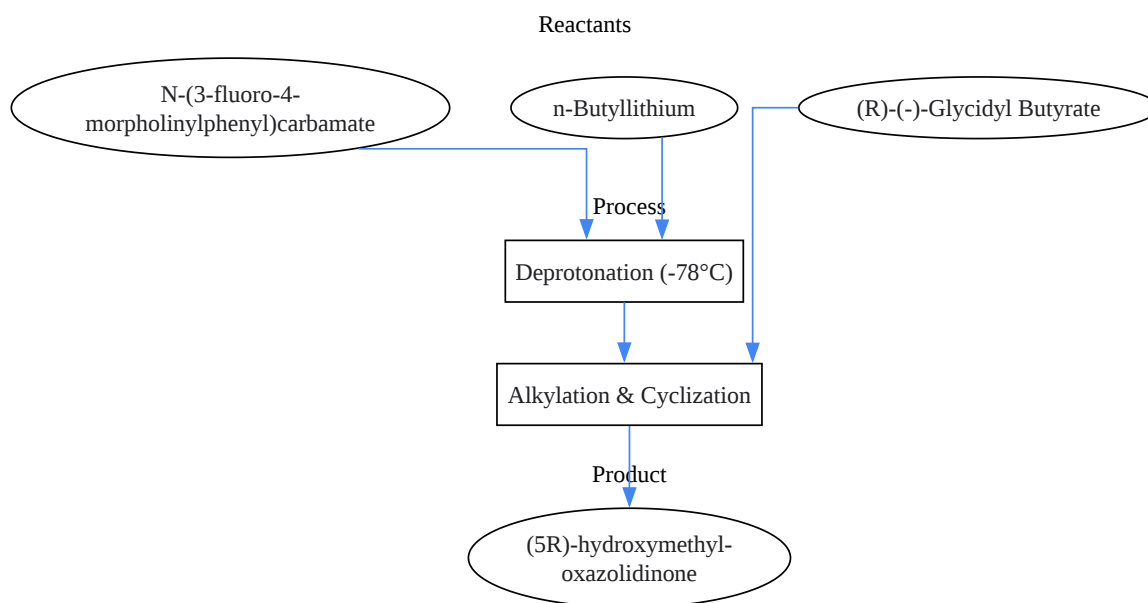 Reactants
N-(3-fluoro-4-
morpholinylphenyl)carbamate
n-Butyllithium
(R)-(-)-Glycidyl Butyrate
Process
Deprotonation (-78°C)
Alkylation & Cyclization
Product
(5R)-hydroxymethyl-
oxazolidinone